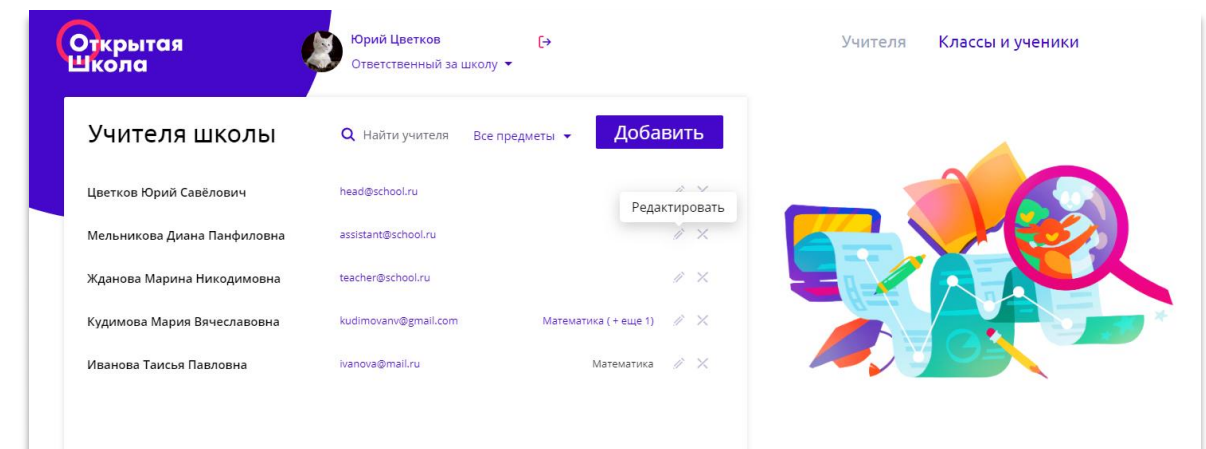 Открытая
Школа
Юрий Цветков
Ответственный за школу
Учителя Классы и ученики
Учителя школы Найти учителя Все предметы Добавить
Цветков Юрий Савёлович head@school.ru
Редактировать
Мельникова Диана Панфиловна assistant@school.ru
Жданова Марина Никодимовна teacher@school.ru
Кудимова Мария Вячеславовна kudimovanv@gmail.com Математика ( + еще 1)
Иванова Таисья Павловна ivanova@mail.ru Математика